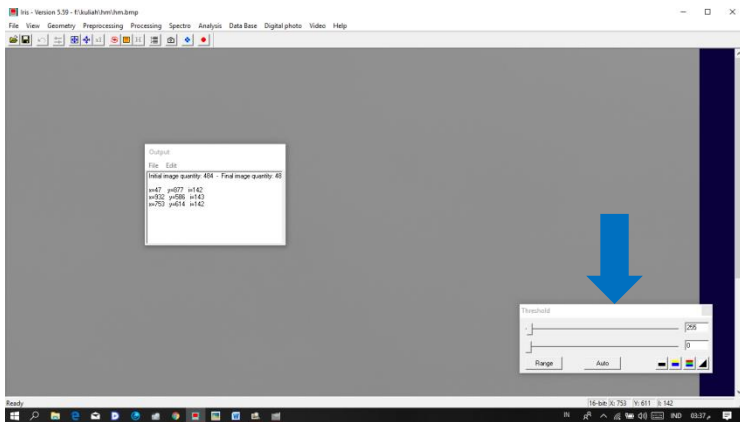 Iris - Version 5.59 - f:\kuliah\hm\hm.bmp
File View Geometry Preprocessing Processing Spectro Analysis Data Base Digital photo Video Help
Output
File Edit
Initial image quantity: 484 - Final image quantity: 48
x=47 y=877 i=142
x=932 y=586 i=143
x=753 y=614 i=142
Threshold
255
0
Range Auto
Ready
16-bit X: 753 Y: 611 I: 142
IN IND 03:37